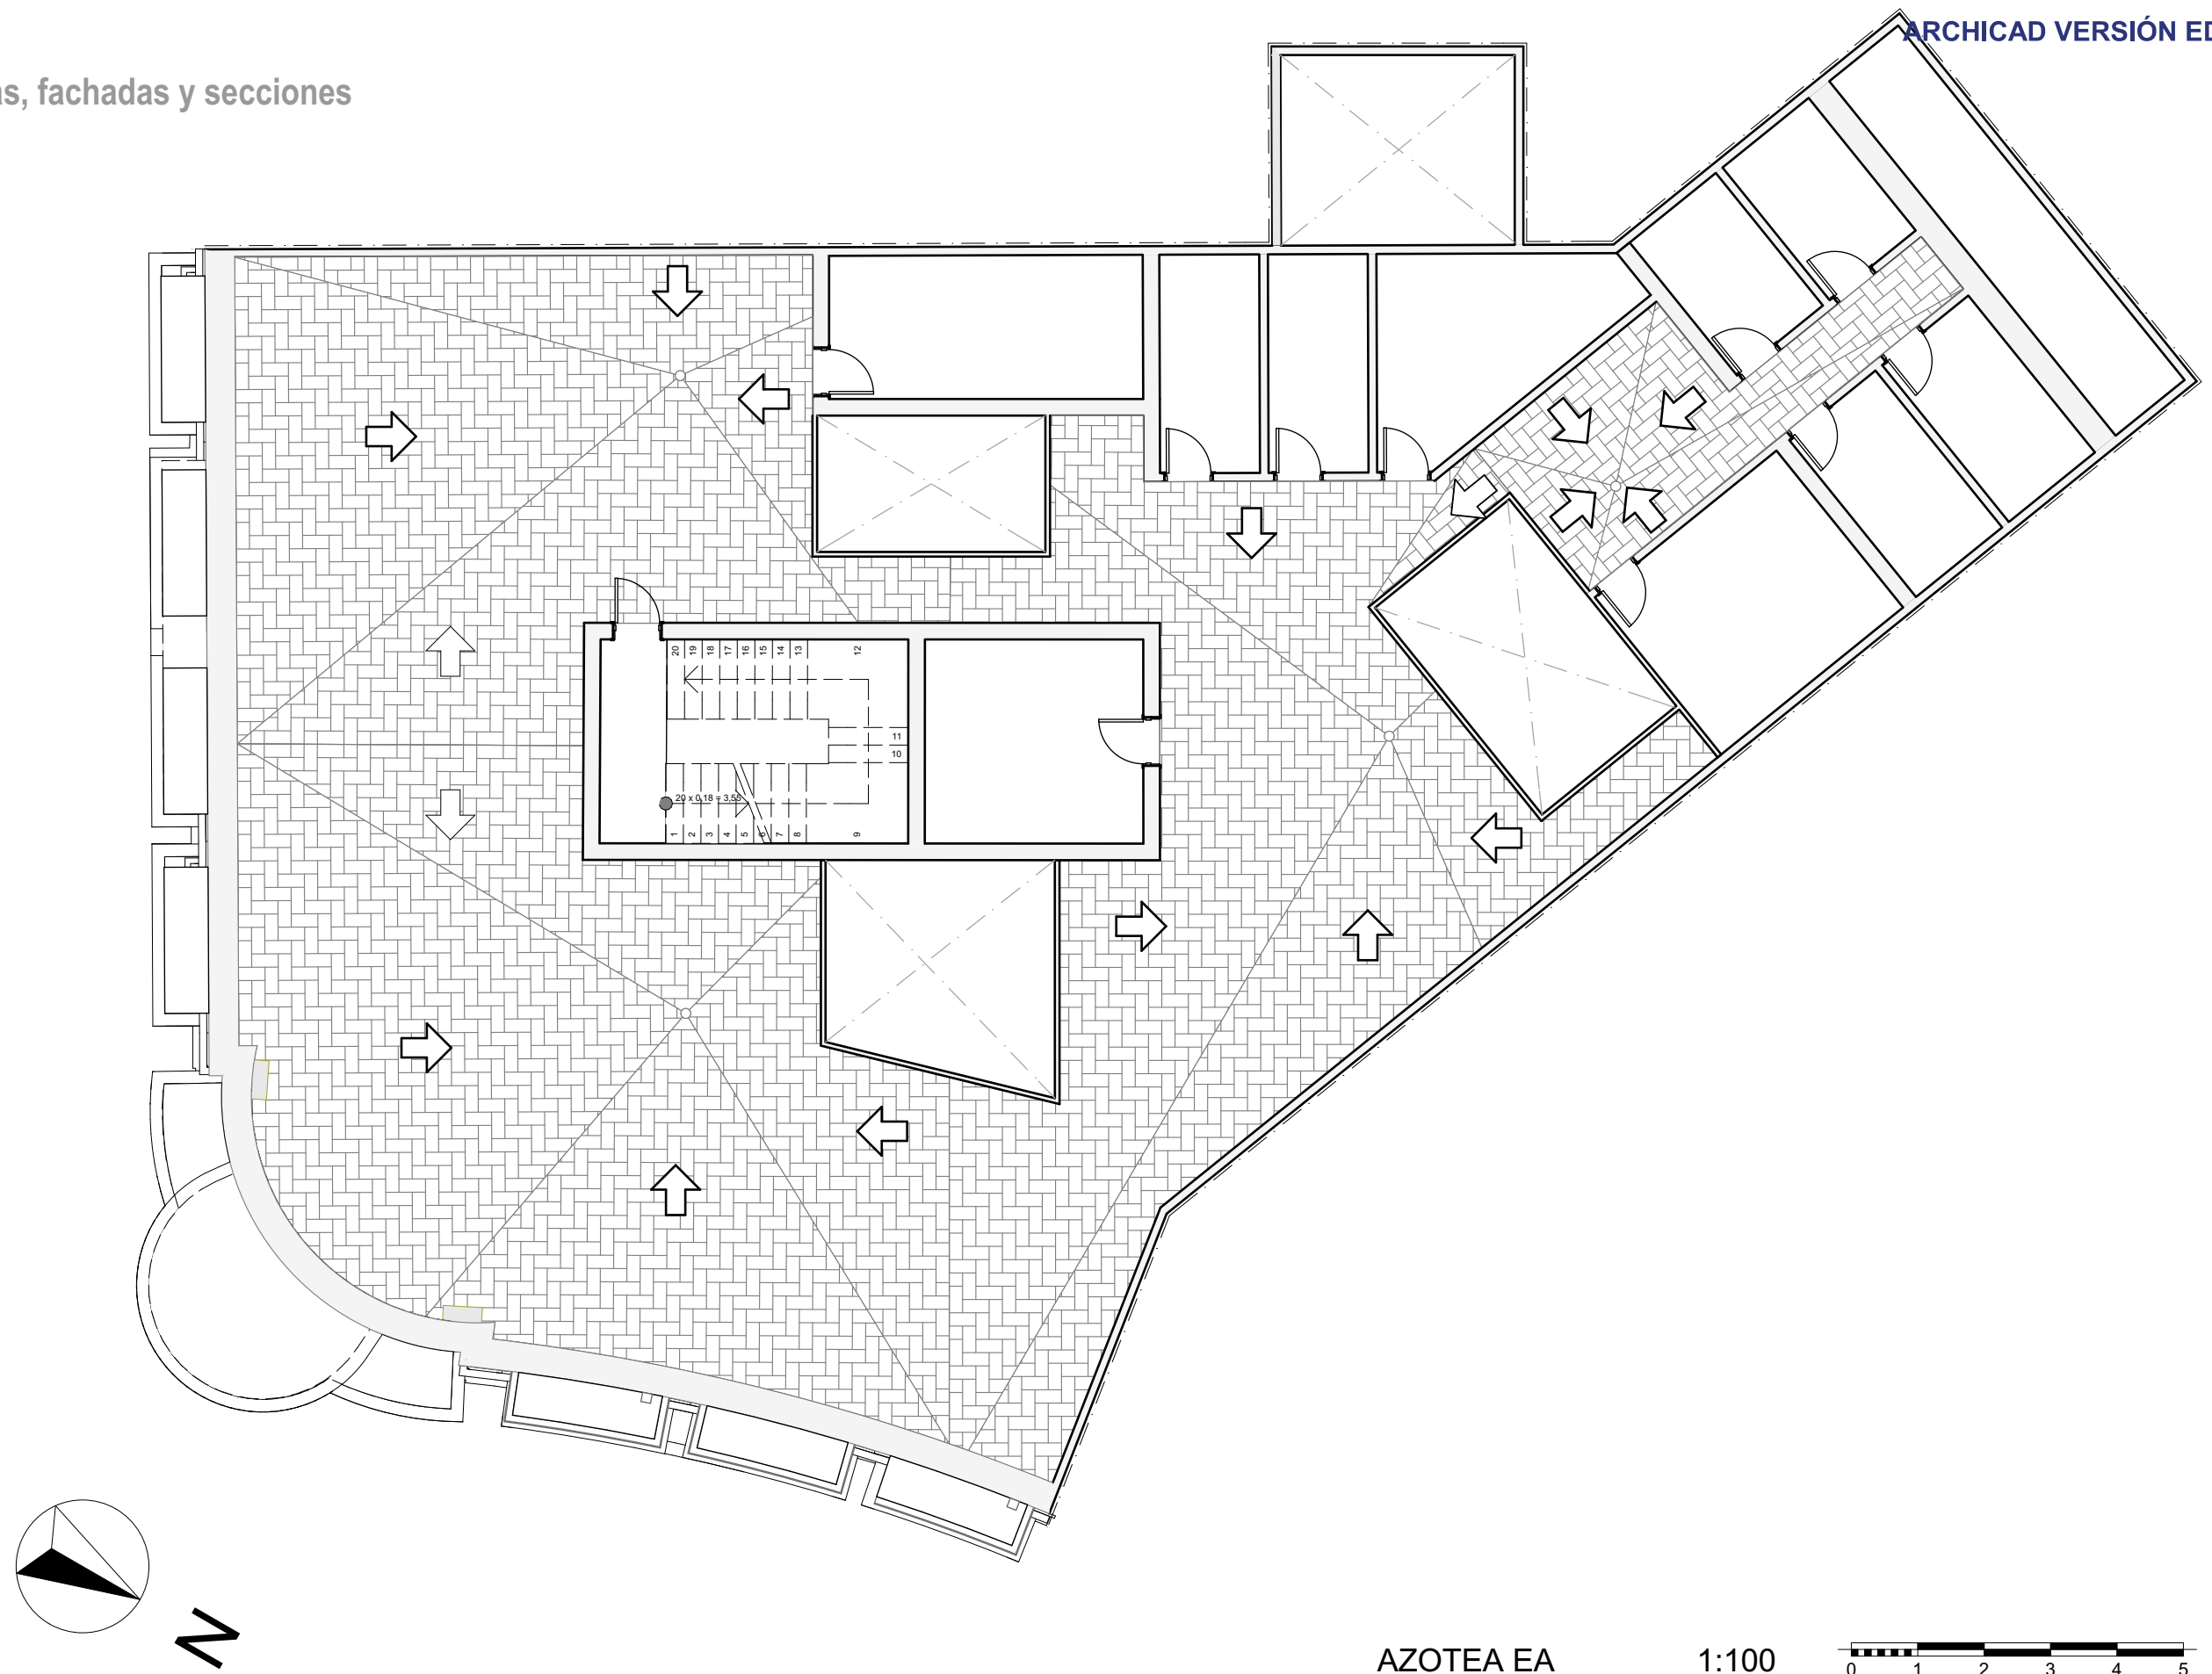 ARCHICAD VERSIÓN ED
as, fachadas y secciones
20 19 18 17 16 15 14 13 12
11
10
20 x 0,18 = 3,55
1 2 3 4 5 6 7 8 9
N
AZOTEA EA 1:100
0 1 2 3 4 5